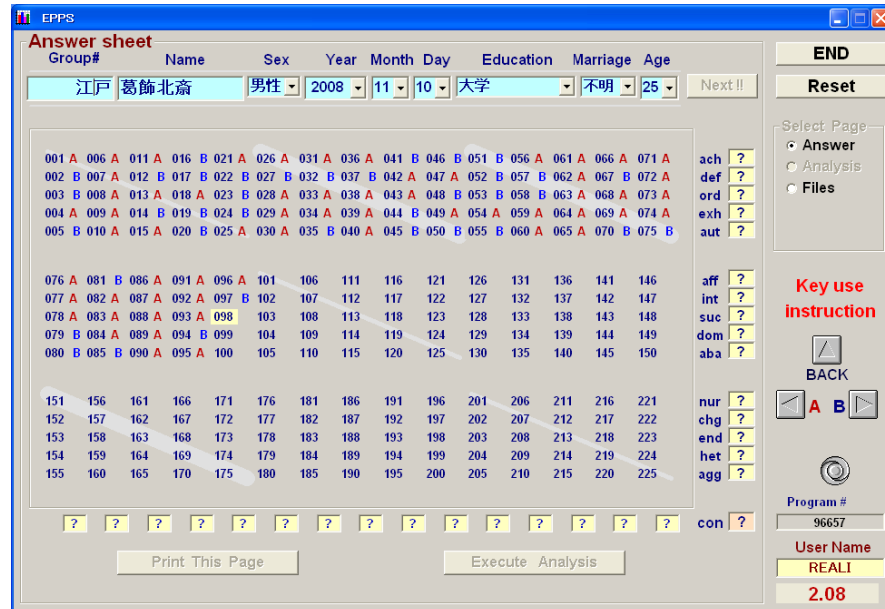 EPPS
Answer sheet
Group# Name Sex Year Month Day Education Marriage Age
江戸 葛飾北斎 男性 2008 11 10 大学 不明 25 Next !!
001 A 006 A 011 A 016 B 021 A 026 A 031 A 036 A 041 B 046 B 051 B 056 A 061 A 066 A 071 A ach ?
002 B 007 A 012 B 017 B 022 B 027 B 032 B 037 B 042 A 047 A 052 B 057 B 062 A 067 B 072 A def ?
003 B 008 A 013 A 018 A 023 B 028 A 033 A 038 A 043 A 048 B 053 B 058 B 063 A 068 A 073 A ord ?
004 A 009 A 014 B 019 B 024 B 029 A 034 A 039 A 044 B 049 A 054 A 059 A 064 A 069 A 074 A exh ?
005 B 010 A 015 A 020 B 025 A 030 A 035 B 040 A 045 B 050 B 055 B 060 A 065 A 070 B 075 B aut ?
076 A 081 B 086 A 091 A 096 A 101 106 111 116 121 126 131 136 141 146 aff ?
077 A 082 A 087 A 092 A 097 B 102 107 112 117 122 127 132 137 142 147 int ?
078 A 083 A 088 A 093 A 098 103 108 113 118 123 128 133 138 143 148 suc ?
079 B 084 A 089 A 094 B 099 104 109 114 119 124 129 134 139 144 149 dom ?
080 B 085 B 090 A 095 A 100 105 110 115 120 125 130 135 140 145 150 aba ?
151 156 161 166 171 176 181 186 191 196 201 206 211 216 221 nur ?
152 157 162 167 172 177 182 187 192 197 202 207 212 217 222 chg ?
153 158 163 168 173 178 183 188 193 198 203 208 213 218 223 end ?
154 159 164 169 174 179 184 189 194 199 204 209 214 219 224 het ?
155 160 165 170 175 180 185 190 195 200 205 210 215 220 225 agg ?
? ? ? ? ? ? ? ? ? ? ? ? ? ? ? con ?
Print This Page Execute Analysis
END
Reset
Select Page
Answer
Analysis
Files
Key use
instruction
BACK
A B
Program #
96657
User Name
REALI
2.08